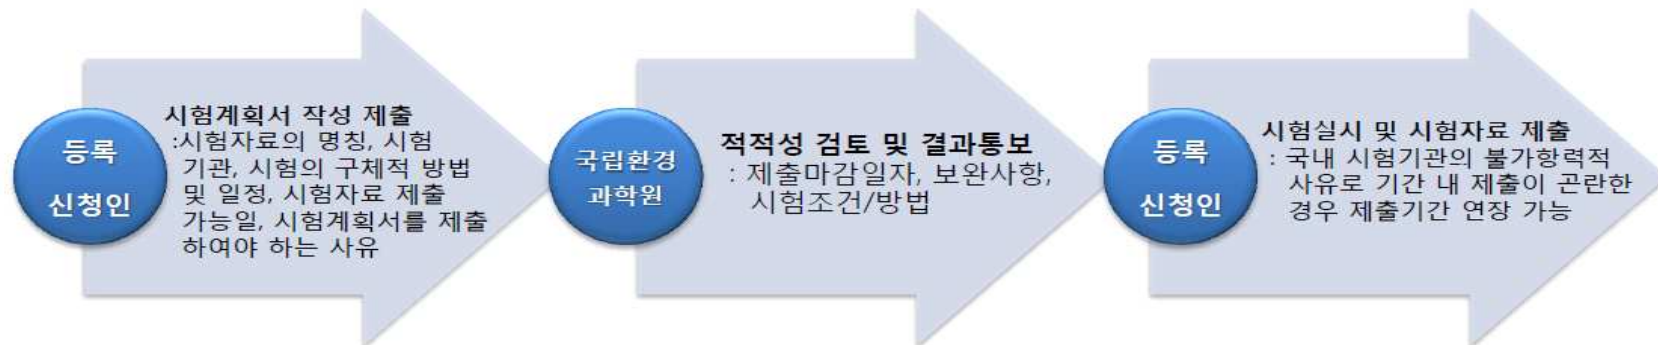 등록
신청인
시험계획서 작성 제출
:시험자료의 명칭, 시험
기관, 시험의 구체적 방법
및 일정, 시험자료 제출
가능일, 시험계획서를 제출
하여야 하는 사유
국립환경
과학원
적적성 검토 및 결과통보
: 제출마감일자, 보완사항,
시험조건/방법
등록
신청인
시험실시 및 시험자료 제출
: 국내 시험기관의 불가항력적
사유로 기간 내 제출이 곤란한
경우 제출기간 연장 가능